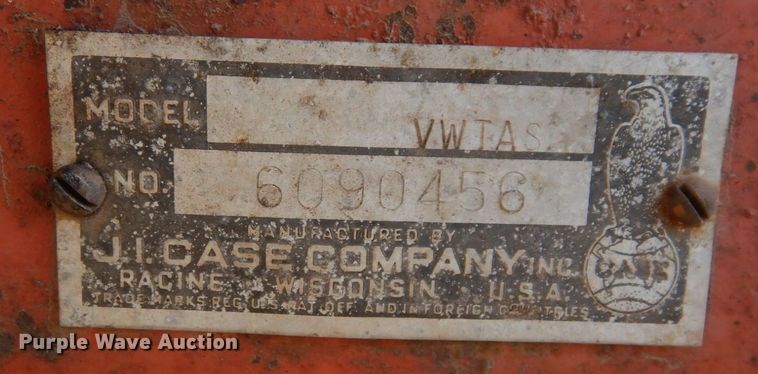 MODEL VWTAS
NO. 6090456
MANUFACTURED BY
J.I. CASE COMPANY INC.
RACINE · WISCONSIN · U.S.A.
TRADE MARKS REG. U.S. PAT. OFF. AND IN FOREIGN
CASE
Purple Wave Auction